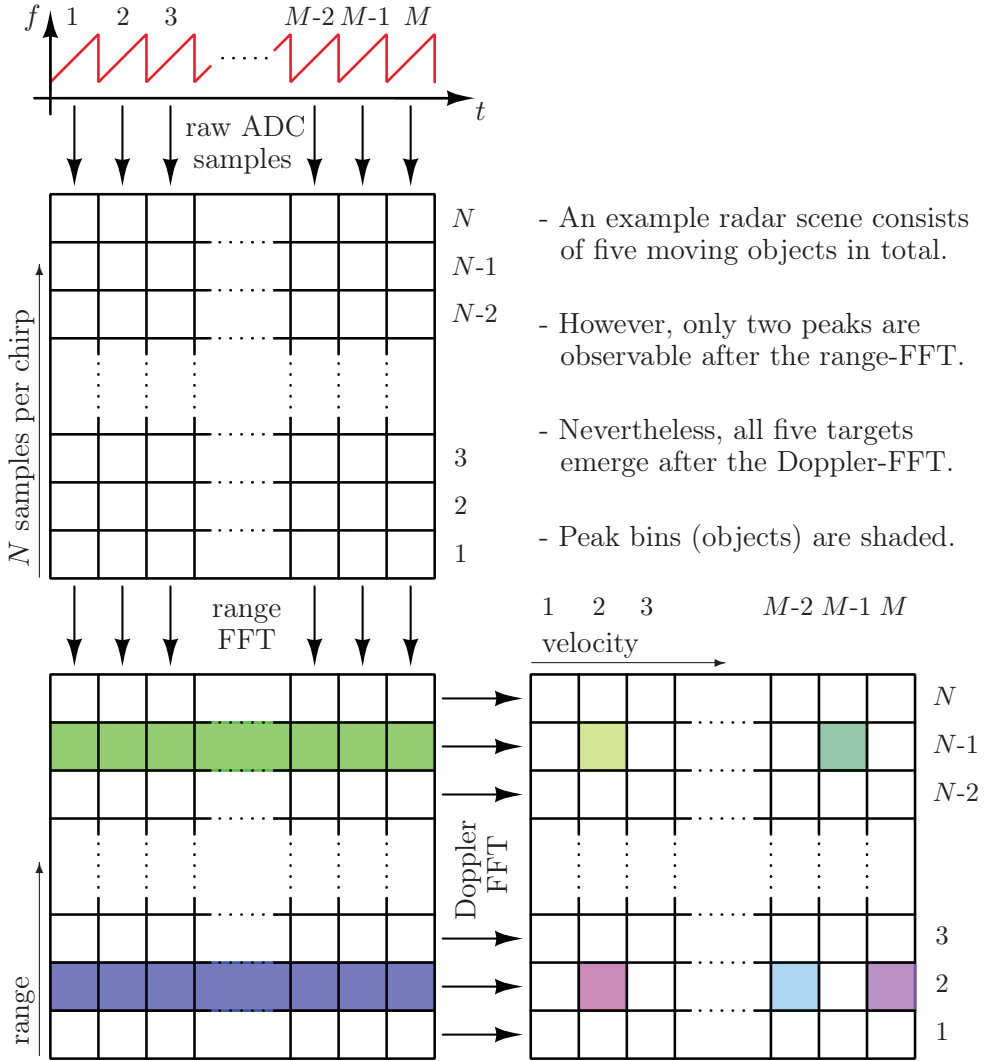 f 1 2 3 M-2 M-1 M
t
raw ADC
samples
N samples per chirp
N
N-1
N-2
3
2
1
- An example radar scene consists
of five moving objects in total.
- However, only two peaks are
observable after the range-FFT.
- Nevertheless, all five targets
emerge after the Doppler-FFT.
- Peak bins (objects) are shaded.
range
FFT
range
Doppler
FFT
1 2 3 M-2 M-1 M
velocity
N
N-1
N-2
3
2
1